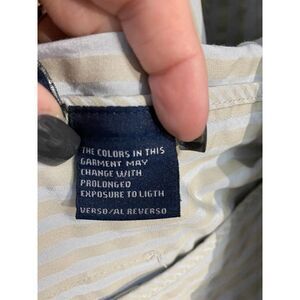 THE COLORS IN THIS
GARMENT MAY
CHANGE WITH
PROLONGED
EXPOSURE TO LIGTH
VERSO/AL REVERSO